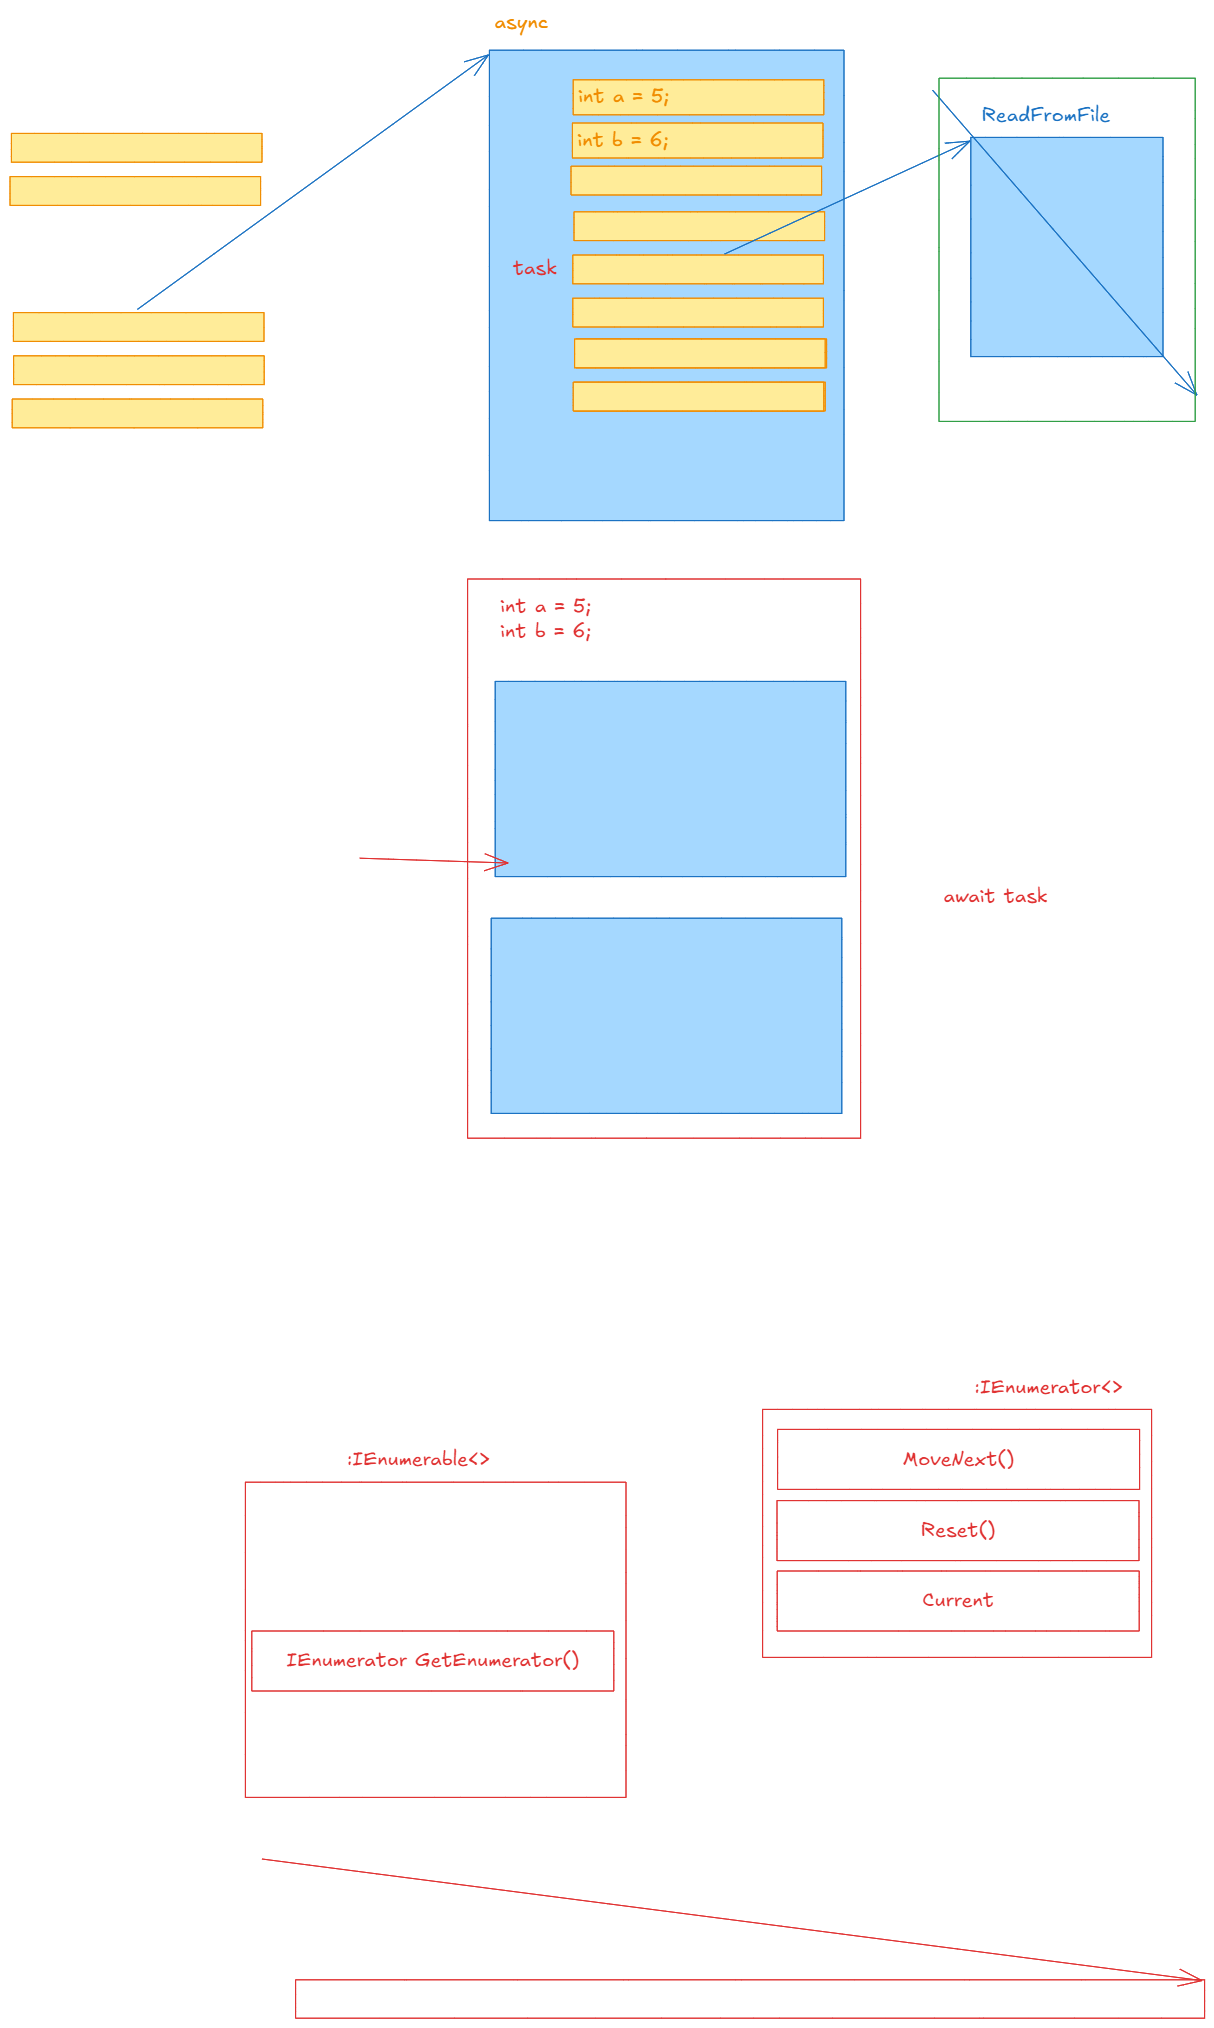 async
int a = 5;
int b = 6;
ReadFromFile
task
int a = 5;
int b = 6;
await task
:IEnumerator<>
MoveNext()
Reset()
Current
:IEnumerable<>
IEnumerator GetEnumerator()